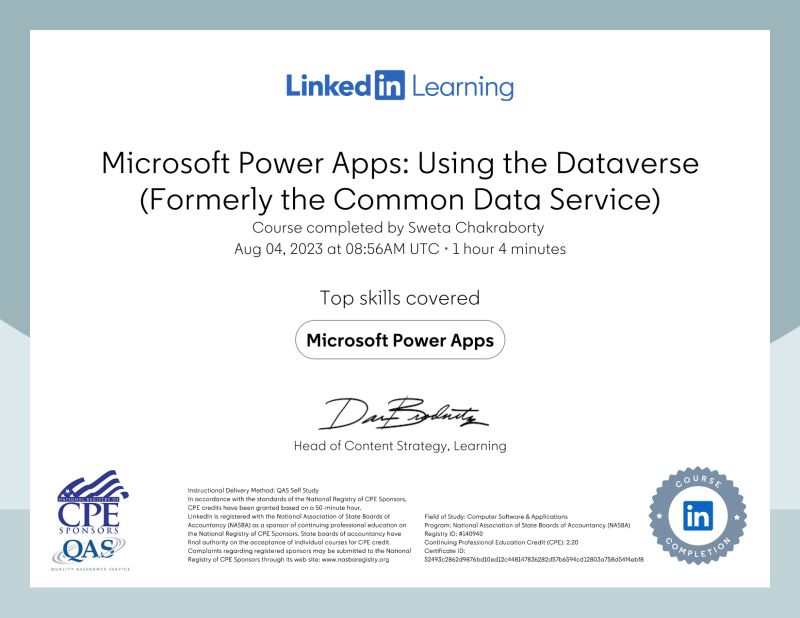 Linked in Learning
Microsoft Power Apps: Using the Dataverse
(Formerly the Common Data Service)
Course completed by Sweta Chakraborty
Aug 04, 2023 at 08:56AM UTC • 1 hour 4 minutes
Top skills covered
Microsoft Power Apps
Head of Content Strategy, Learning
NATIONAL REGISTRY OF
CPE
SPONSORS
QAS
QUALITY ASSURANCE SERVICE
Instructional Delivery Method: QAS Self Study
In accordance with the standards of the National Registry of CPE Sponsors,
CPE credits have been granted based on a 50-minute hour.
LinkedIn is registered with the National Association of State Boards of
Accountancy (NASBA) as a sponsor of continuing professional education on
the National Registry of CPE Sponsors. State boards of accountancy have
final authority on the acceptance of individual courses for CPE credit.
Complaints regarding registered sponsors may be submitted to the National
Registry of CPE Sponsors through its web site: www.nasbaregistry.org
Field of Study: Computer Software & Applications
Program: National Association of State Boards of Accountancy (NASBA)
Registry ID: #140940
Continuing Professional Education Credit (CPE): 2.20
Certificate ID:
COURSE
in
COMPLETION